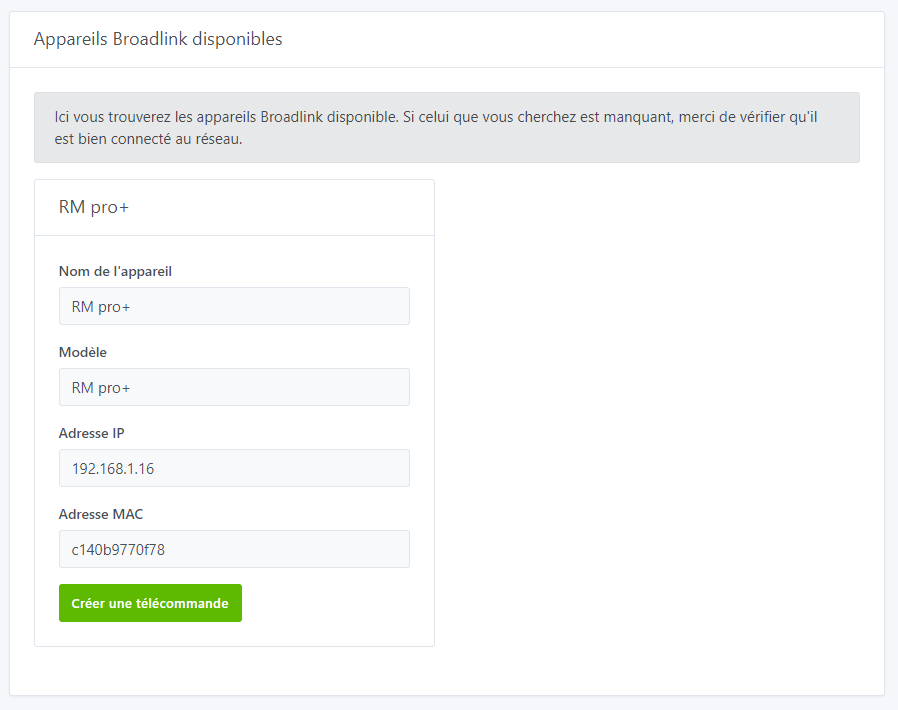 Appareils Broadlink disponibles
Ici vous trouverez les appareils Broadlink disponible. Si celui que vous cherchez est manquant, merci de vérifier qu'il
est bien connecté au réseau.
RM pro+
Nom de l'appareil
RM pro+
Modèle
RM pro+
Adresse IP
192.168.1.16
Adresse MAC
c140b9770f78
Créer une télécommande